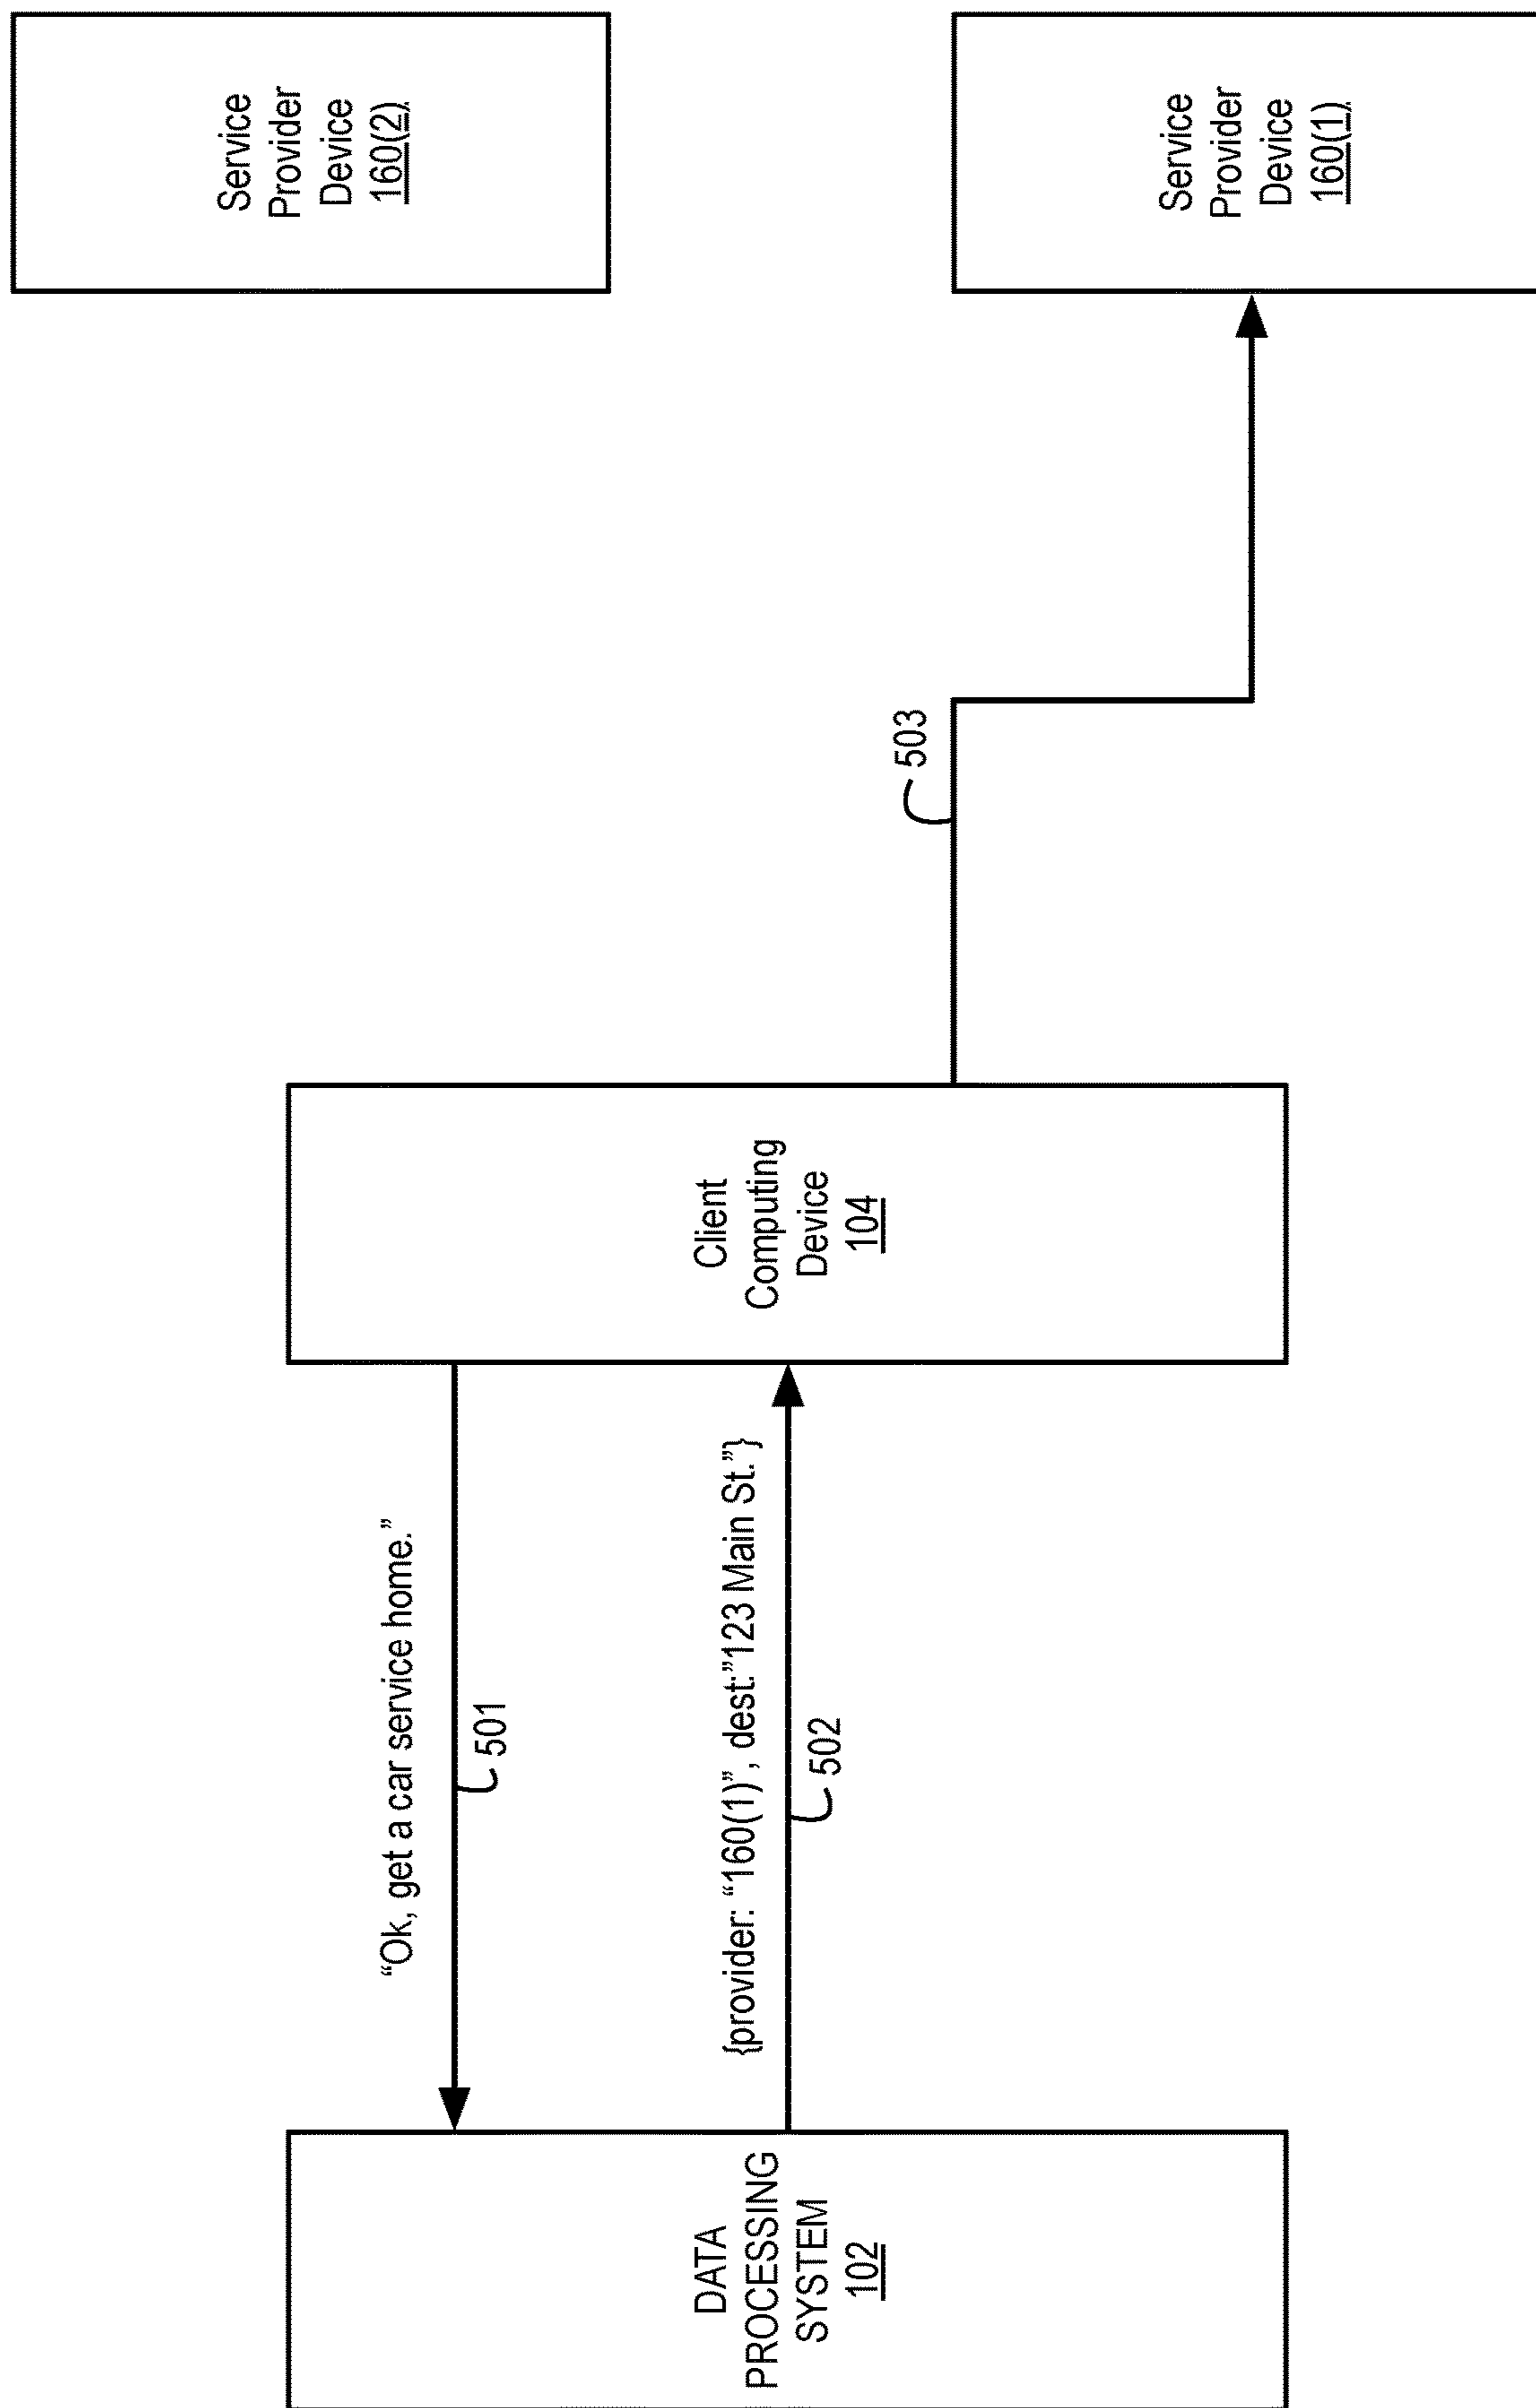 DATA
PROCESSING
SYSTEM
102
“Ok, get a car service home.”
501
{provider: “160(1)”, dest:”123 Main St.”}
502
Client
Computing
Device
104
503
Service
Provider
Device
160(2)
Service
Provider
Device
160(1)